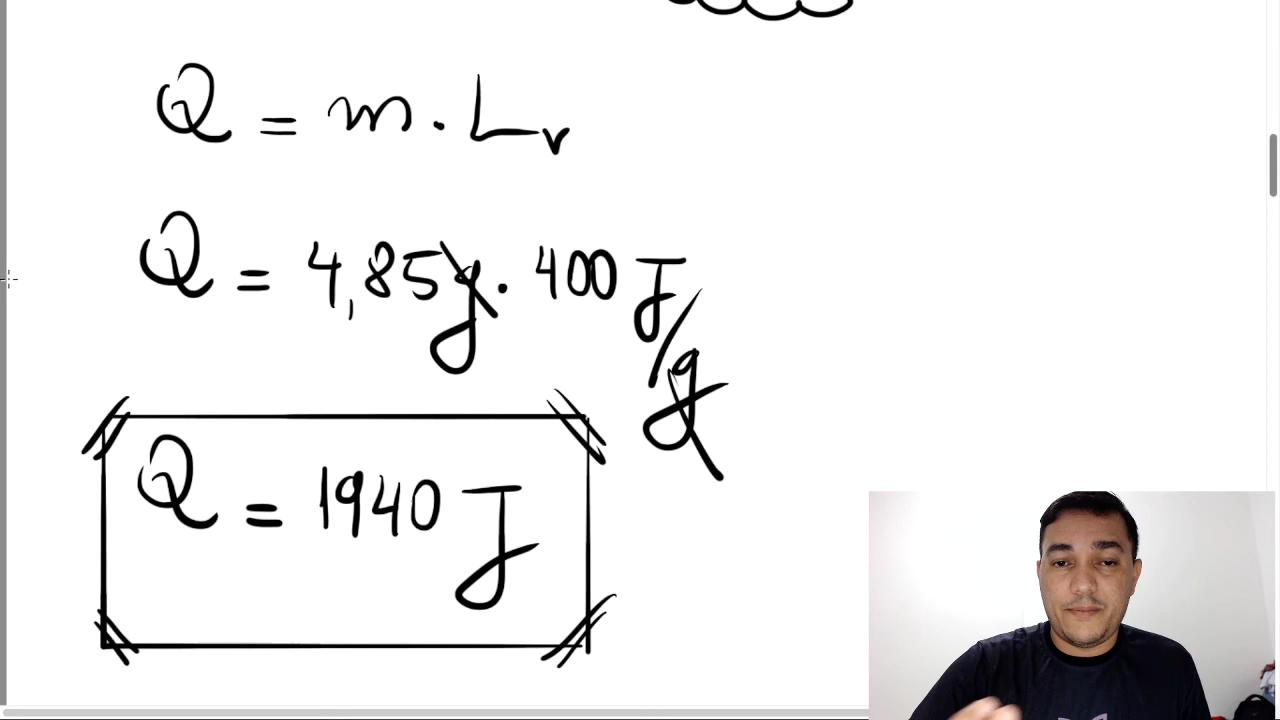 Q = m . Lv
Q = 4,85g . 400 J/g
Q = 1940 J